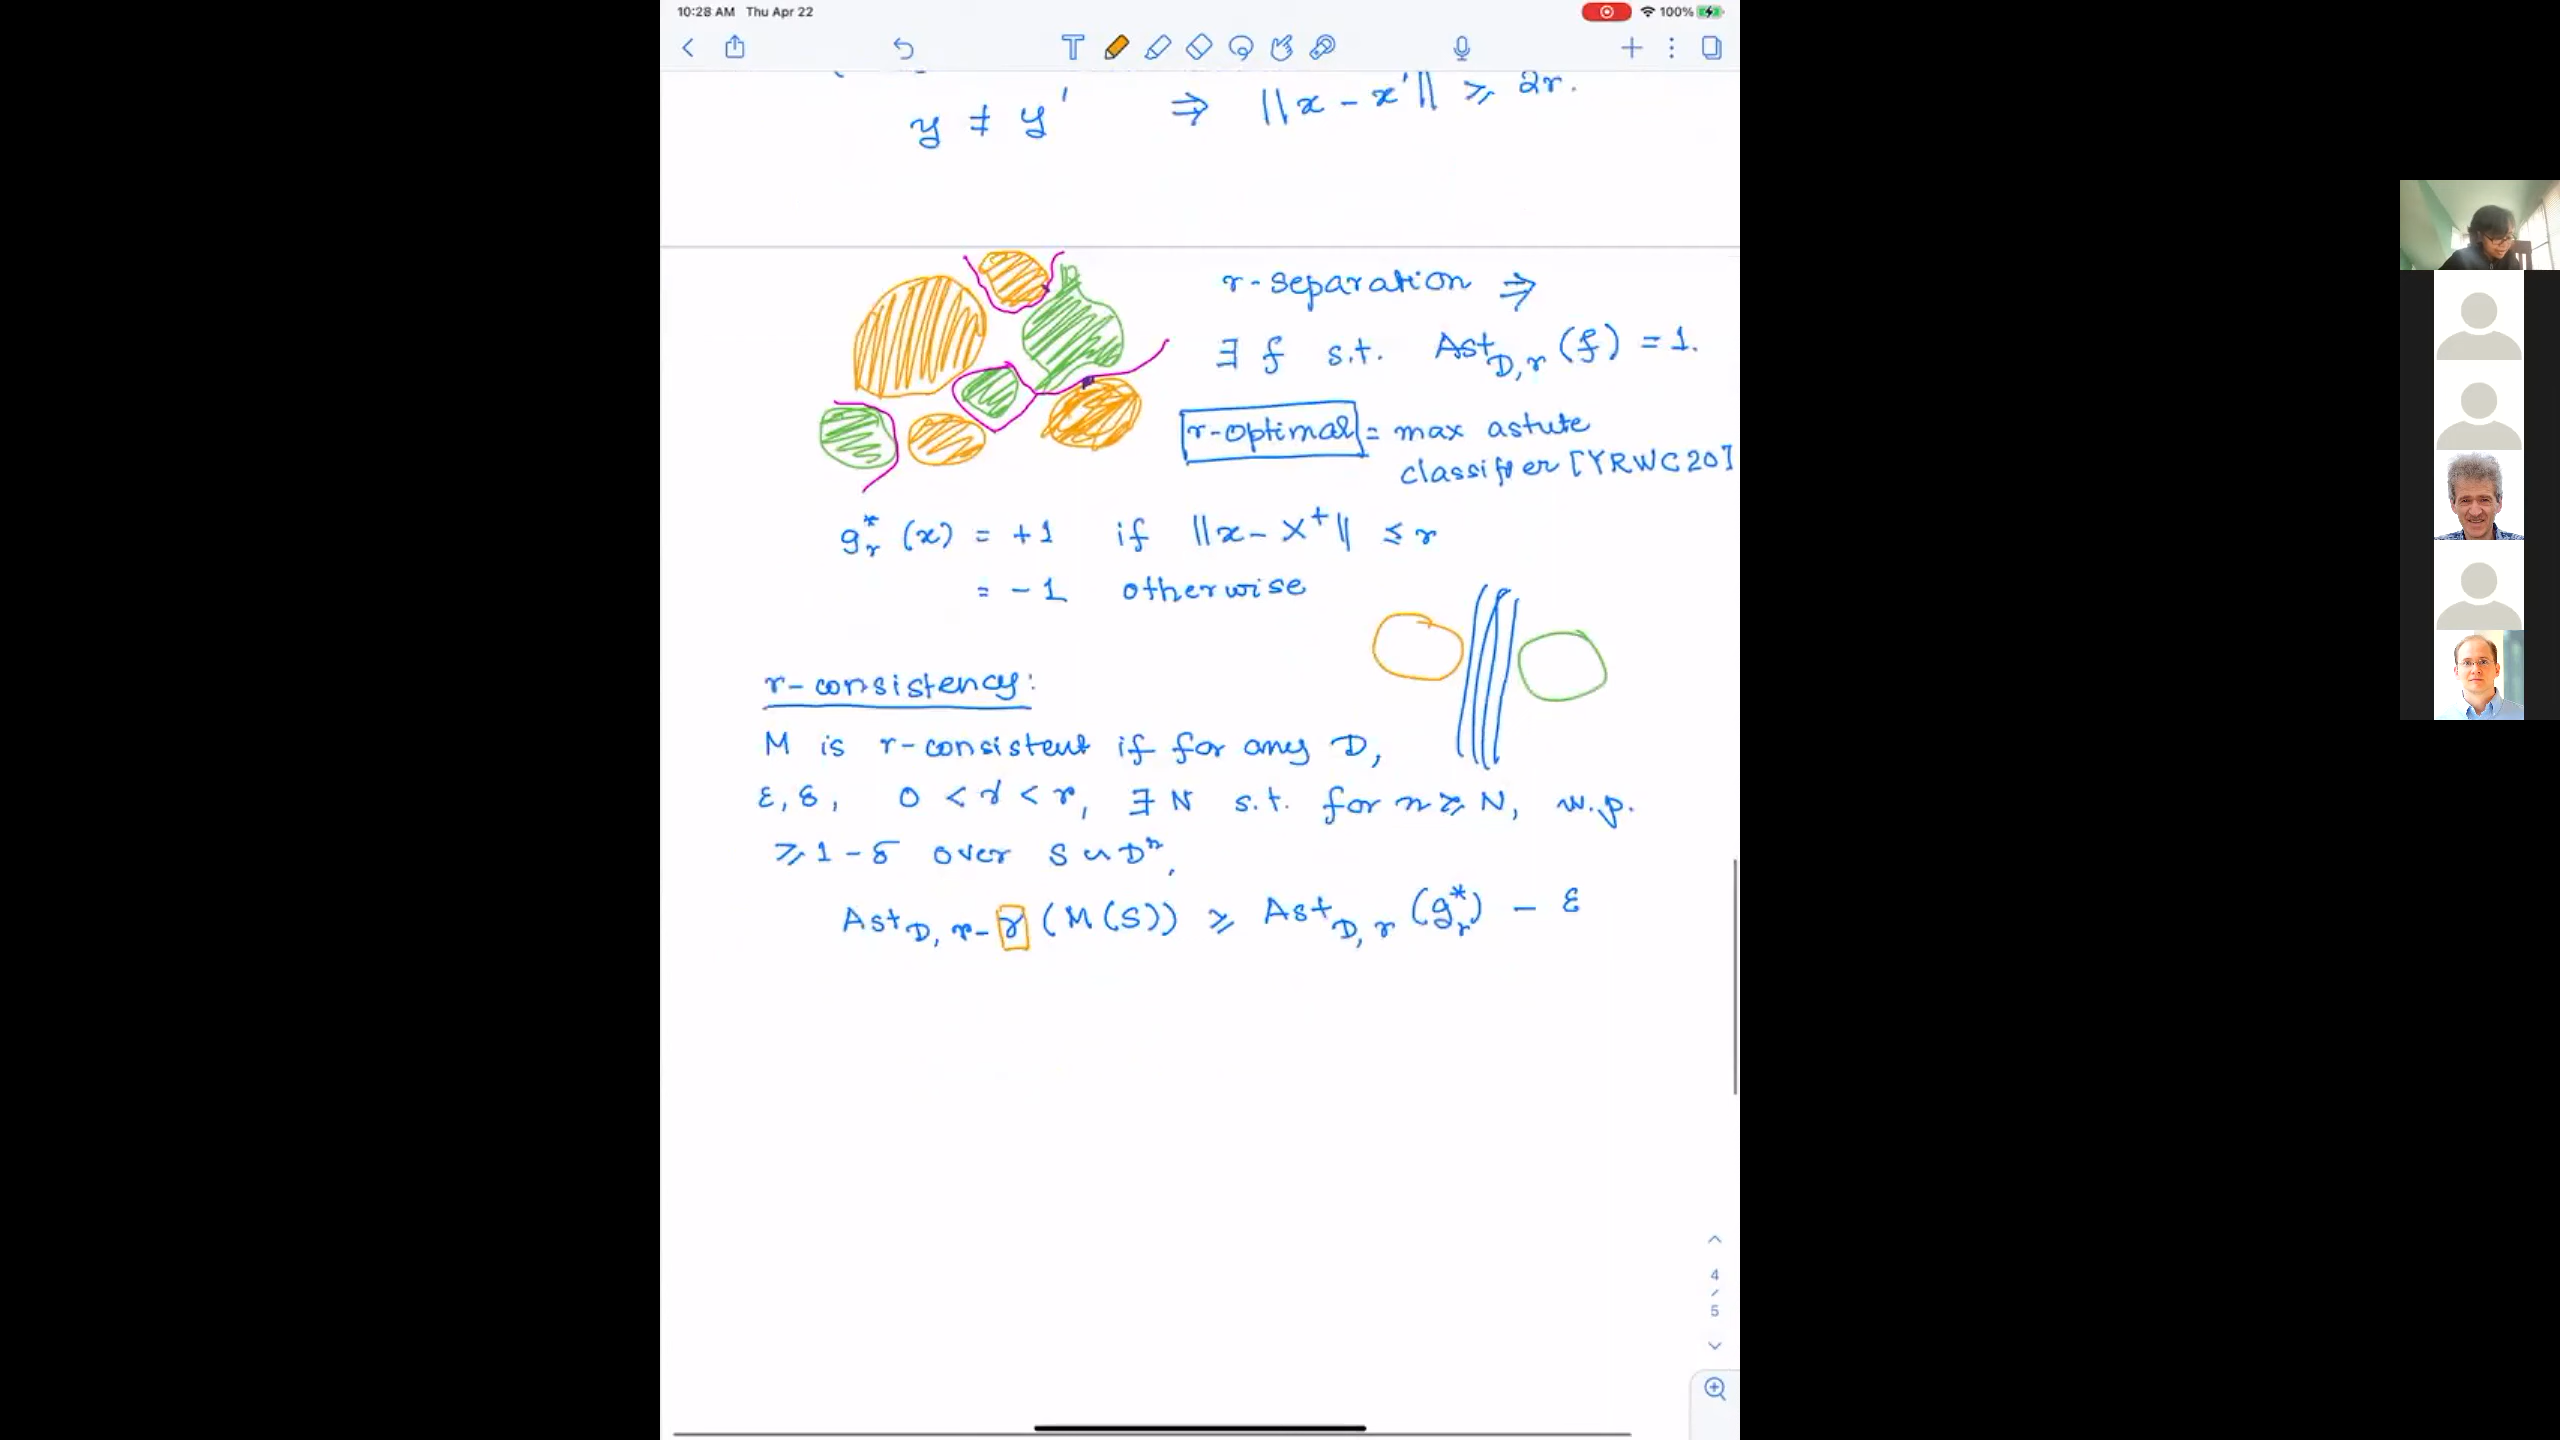 10:28 AM Thu Apr 22
100%
y ≠ y' ⇒ ||x - x'|| ≥ 2r.
r-separation ⇒
∃ f s.t. Ast_{D,r} (f) = 1.
r-optimal = max astute
classifier [YRWC20]
g*_r (x) = +1 if ||x - X⁺|| ≤ r
= -1 otherwise
r-consistency:
M is r-consistent if for any D,
ε, δ, 0 < γ < r, ∃ N s.t. for n ≥ N, w.p.
≥ 1 - δ over S ~ Dⁿ,
Ast_{D, r-γ} (M(S)) ≥ Ast_{D, r} (g*_r) - ε
4
/
5